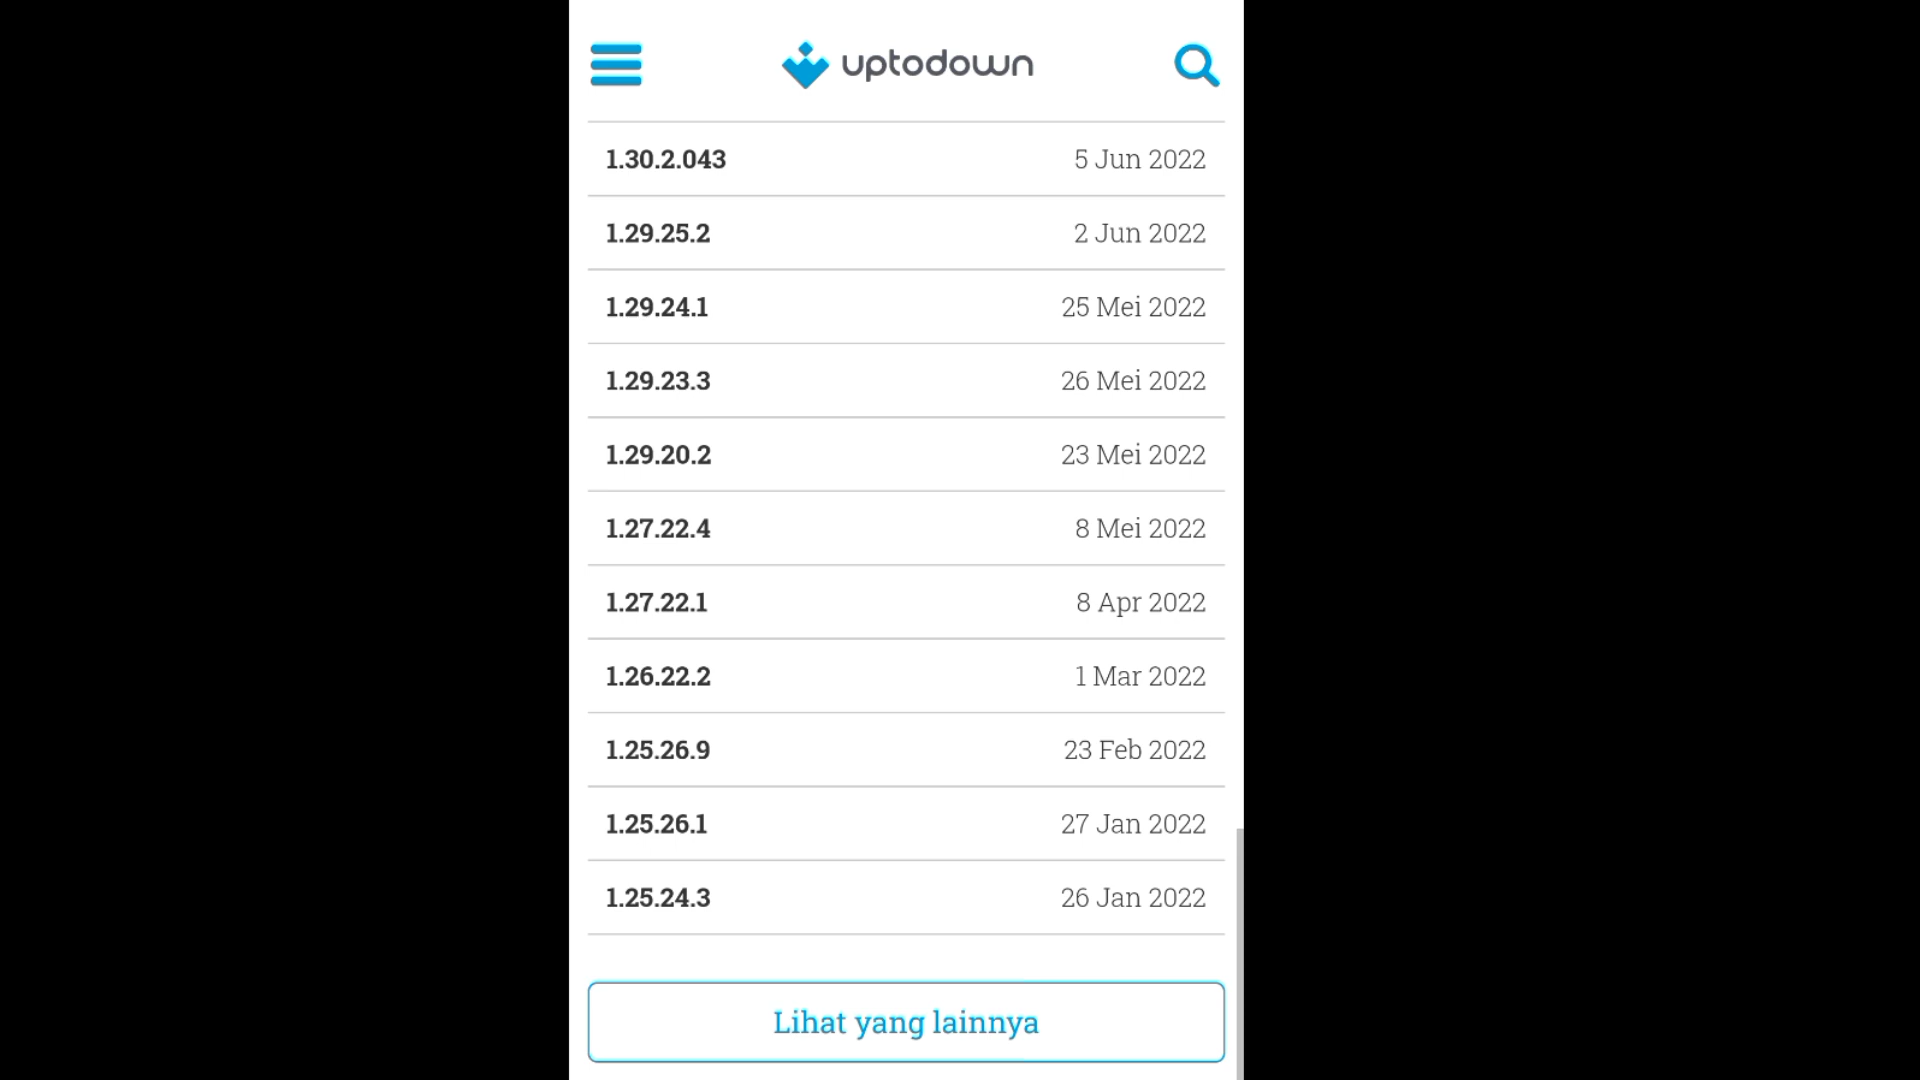 uptodown
1.30.2.043 5 Jun 2022
1.29.25.2 2 Jun 2022
1.29.24.1 25 Mei 2022
1.29.23.3 26 Mei 2022
1.29.20.2 23 Mei 2022
1.27.22.4 8 Mei 2022
1.27.22.1 8 Apr 2022
1.26.22.2 1 Mar 2022
1.25.26.9 23 Feb 2022
1.25.26.1 27 Jan 2022
1.25.24.3 26 Jan 2022
Lihat yang lainnya